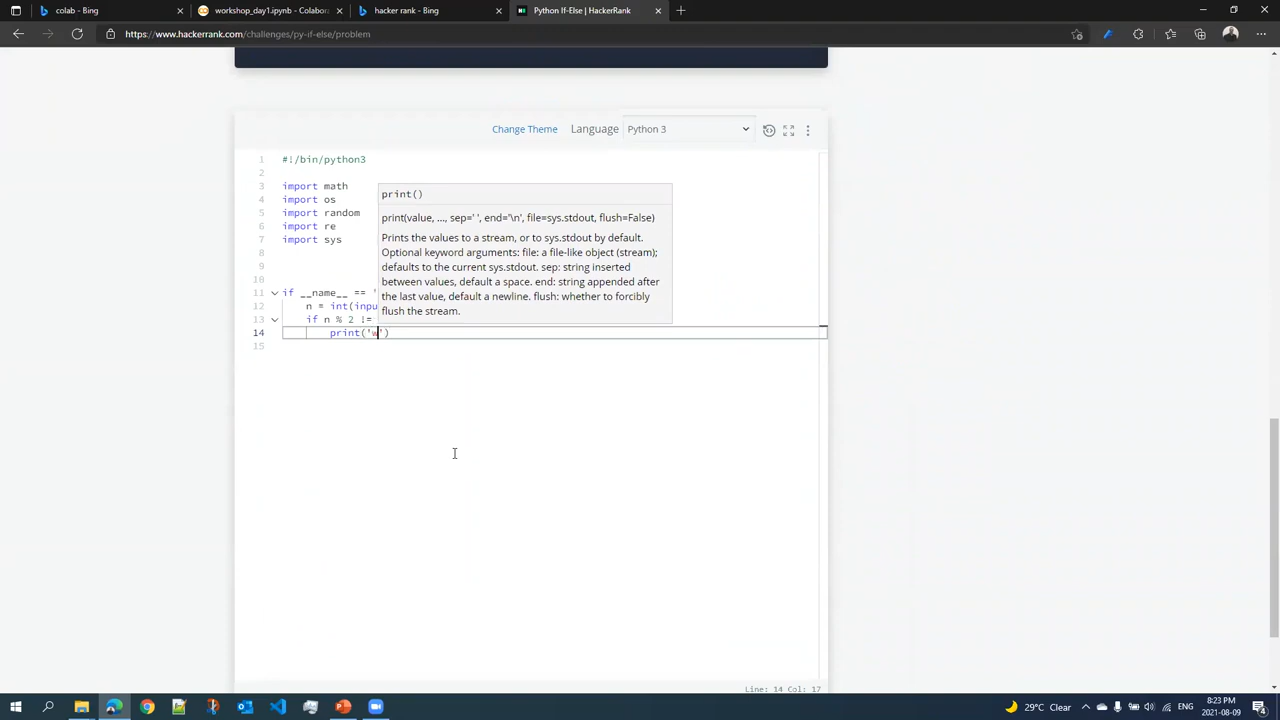 colab - Bing
workshop_day1.ipynb - Colabora
hacker rank - Bing
Python If-Else | HackerRank
https://www.hackerrank.com/challenges/py-if-else/problem
Change Theme Language Python 3
1 #!/bin/python3
2
3 import math
4 import os
5 import random
6 import re
7 import sys
8
9
10
11 if __name__ == '
12 n = int(inpu
13 if n % 2 !=
14 print('w')
15
print()
print(value, ..., sep=' ', end='\n', file=sys.stdout, flush=False)
Prints the values to a stream, or to sys.stdout by default.
Optional keyword arguments: file: a file-like object (stream);
defaults to the current sys.stdout. sep: string inserted
between values, default a space. end: string appended after
the last value, default a newline. flush: whether to forcibly
flush the stream.
Line: 14 Col: 17
29°C Clear
ENG
8:23 PM
2021-08-09